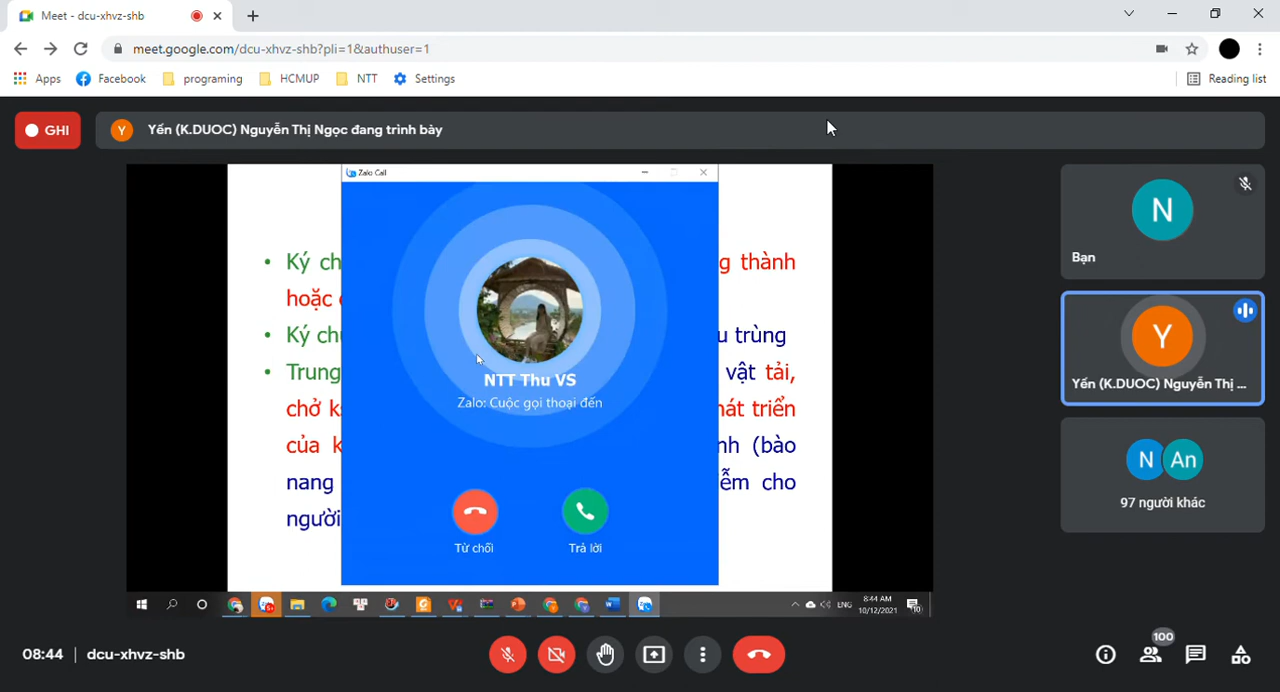 Meet - dcu-xhvz-shb
meet.google.com/dcu-xhvz-shb?pli=1&authuser=1
Apps Facebook programing HCMUP NTT Settings Reading list
GHI Y Yến (K.DUOC) Nguyễn Thị Ngọc đang trình bày
Zalo Call
• Ký ch g thành
hoặc
• Ký ch u trùng
• Trung vật tải,
chở k hát triển
của k nh (bào
nang ễm cho
người
NTT Thu VS
Zalo: Cuộc gọi thoại đến
Từ chối Trả lời
ENG 8:44 AM
10/12/2021
N
Bạn
Y
Yến (K.DUOC) Nguyễn Thị ...
N An
97 người khác
08:44 | dcu-xhvz-shb 100